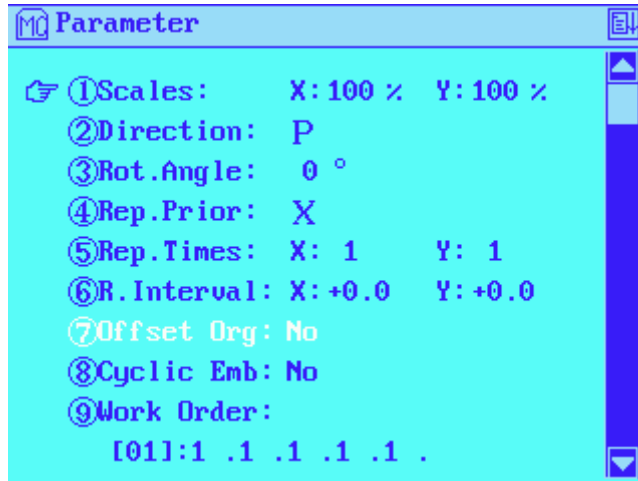 MC Parameter
①Scales: X:100 % Y:100 %
②Direction: P
③Rot.Angle: 0 °
④Rep.Prior: X
⑤Rep.Times: X: 1 Y: 1
⑥R.Interval: X:+0.0 Y:+0.0
⑦Offset Org: No
⑧Cyclic Emb: No
⑨Work Order:
[01]:1 .1 .1 .1 .1 .